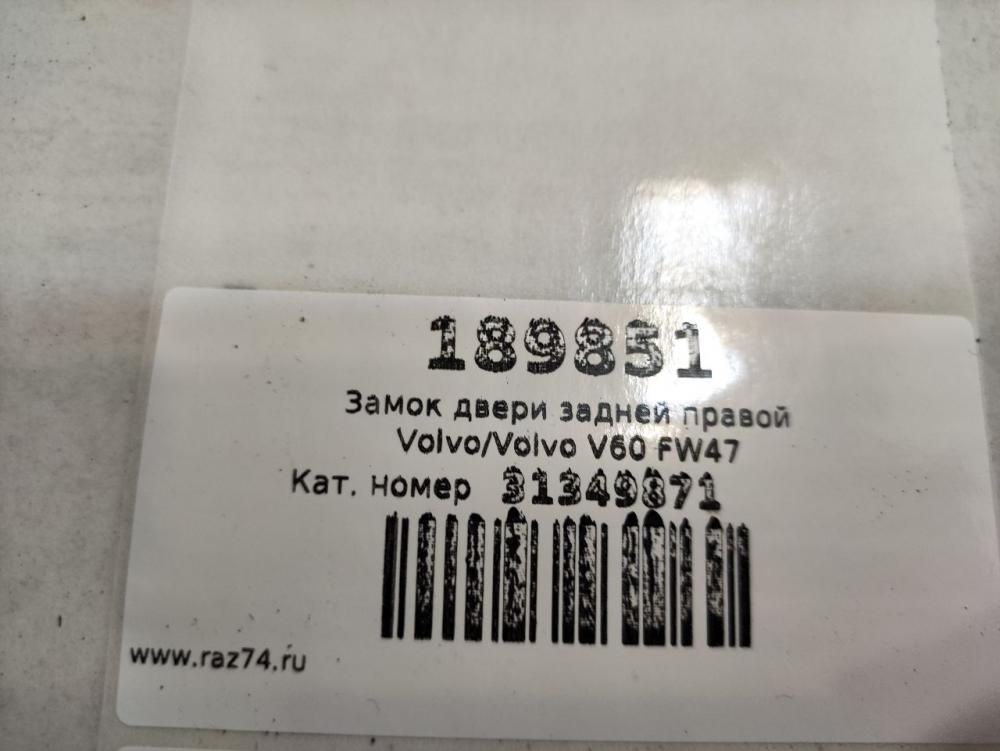 189851
Замок двери задней правой
Volvo/Volvo V60 FW47
Кат. номер 31349871
www.raz74.ru